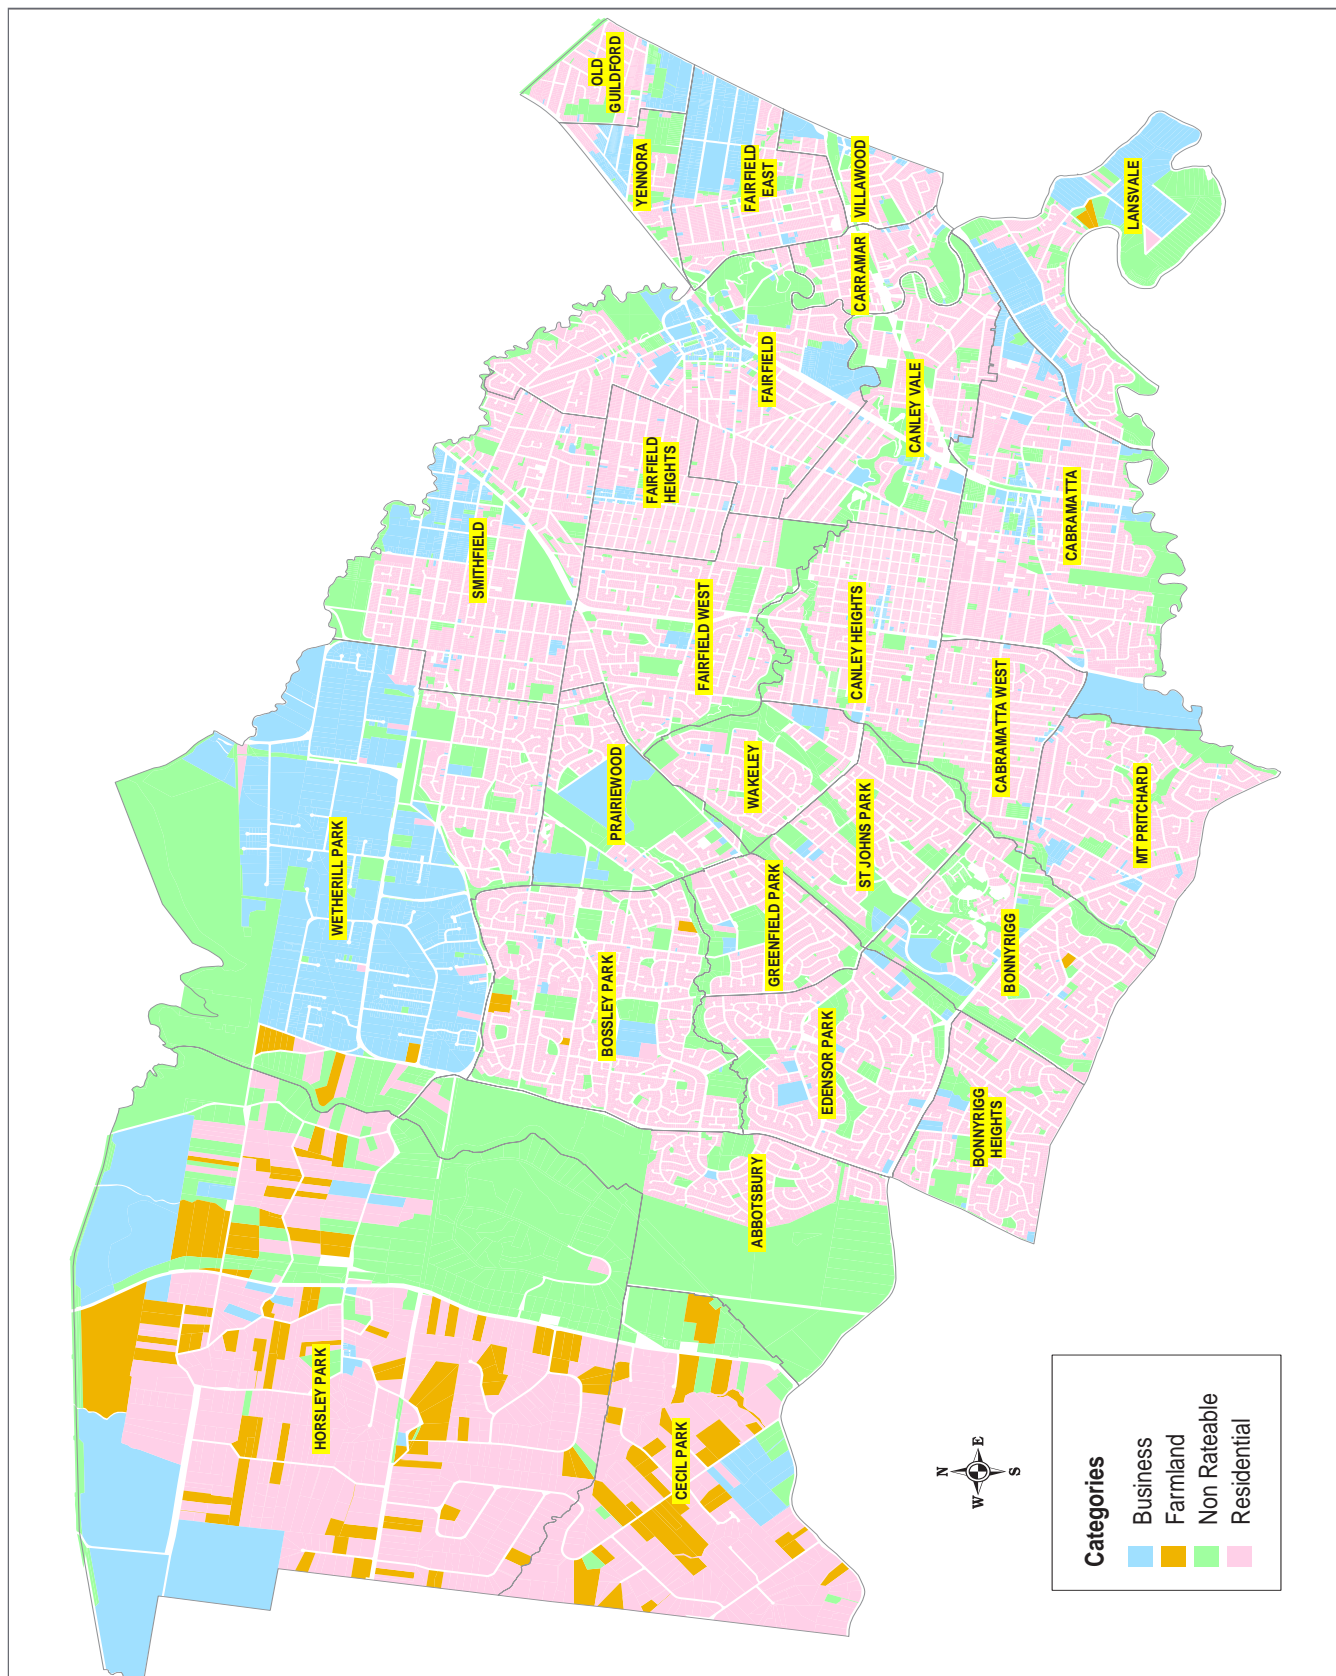 OLD
GUILDFORD
YENNORA
FAIRFIELD
EAST
VILLAWOOD
LANSVALE
CARRAMAR
FAIRFIELD
CANLEY VALE
FAIRFIELD
HEIGHTS
SMITHFIELD
CABRAMATTA
FAIRFIELD WEST
CANLEY HEIGHTS
CABRAMATTA WEST
PRAIRIEWOOD
WAKELEY
ST JOHNS PARK
MT PRITCHARD
WETHERILL PARK
GREENFIELD PARK
BONNYRIGG
BOSSLEY PARK
EDENSOR PARK
BONNYRIGG
HEIGHTS
ABBOTSBURY
HORSLEY PARK
CECIL PARK
N
E
S
W
Categories
Business
Farmland
Non Rateable
Residential